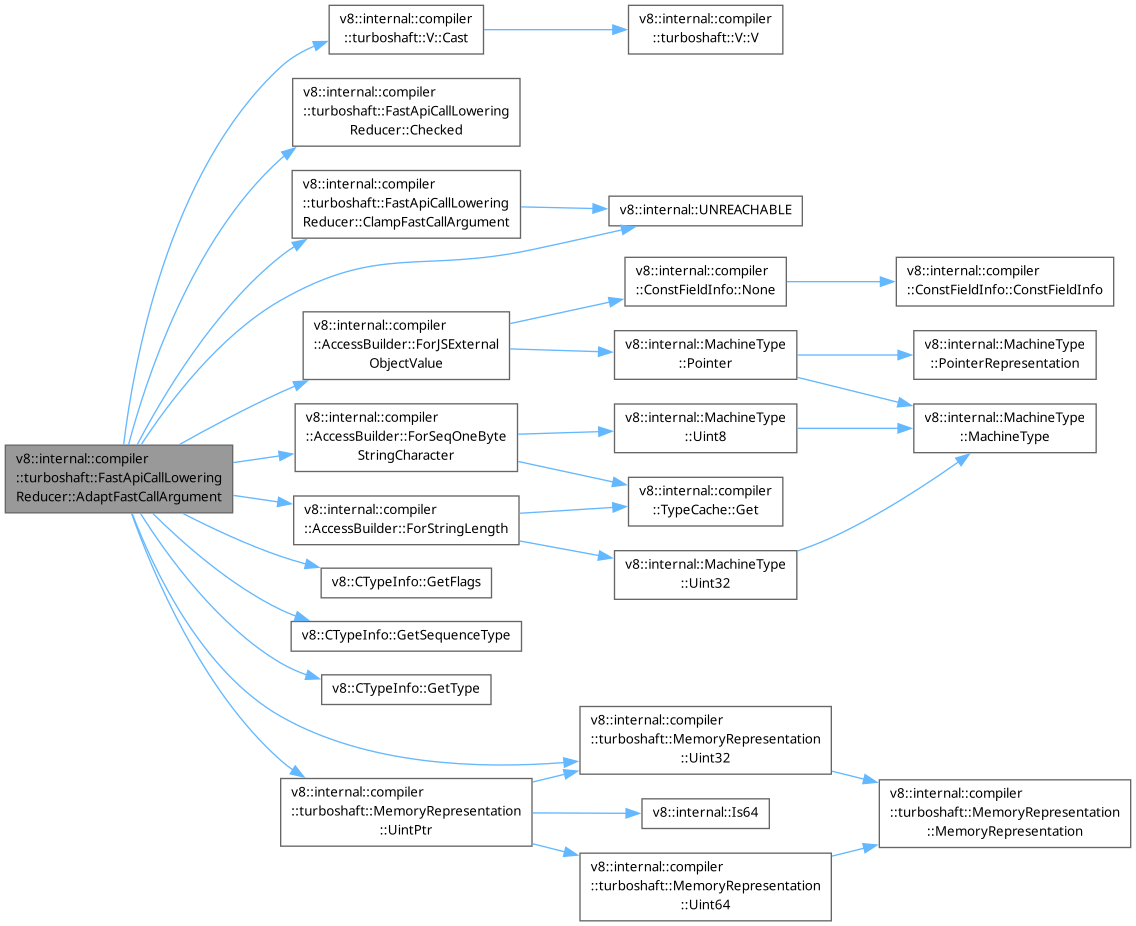 v8::internal::compiler
::turboshaft::V::Cast
v8::internal::compiler
::turboshaft::V::V
v8::internal::compiler
::turboshaft::FastApiCallLowering
Reducer::Checked
v8::internal::compiler
::turboshaft::FastApiCallLowering
Reducer::ClampFastCallArgument
v8::internal::UNREACHABLE
v8::internal::compiler
::ConstFieldInfo::None
v8::internal::compiler
::ConstFieldInfo::ConstFieldInfo
v8::internal::compiler
::AccessBuilder::ForJSExternal
ObjectValue
v8::internal::MachineType
::Pointer
v8::internal::MachineType
::PointerRepresentation
v8::internal::compiler
::AccessBuilder::ForSeqOneByte
StringCharacter
v8::internal::MachineType
::Uint8
v8::internal::MachineType
::MachineType
v8::internal::compiler
::turboshaft::FastApiCallLowering
Reducer::AdaptFastCallArgument
v8::internal::compiler
::TypeCache::Get
v8::internal::compiler
::AccessBuilder::ForStringLength
v8::internal::MachineType
::Uint32
v8::CTypeInfo::GetFlags
v8::CTypeInfo::GetSequenceType
v8::CTypeInfo::GetType
v8::internal::compiler
::turboshaft::MemoryRepresentation
::Uint32
v8::internal::compiler
::turboshaft::MemoryRepresentation
::UintPtr
v8::internal::Is64
v8::internal::compiler
::turboshaft::MemoryRepresentation
::MemoryRepresentation
v8::internal::compiler
::turboshaft::MemoryRepresentation
::Uint64